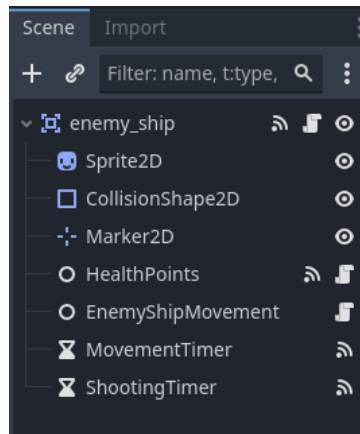 Scene Import
Filter: name, t:type,
enemy_ship
Sprite2D
CollisionShape2D
Marker2D
HealthPoints
EnemyShipMovement
MovementTimer
ShootingTimer